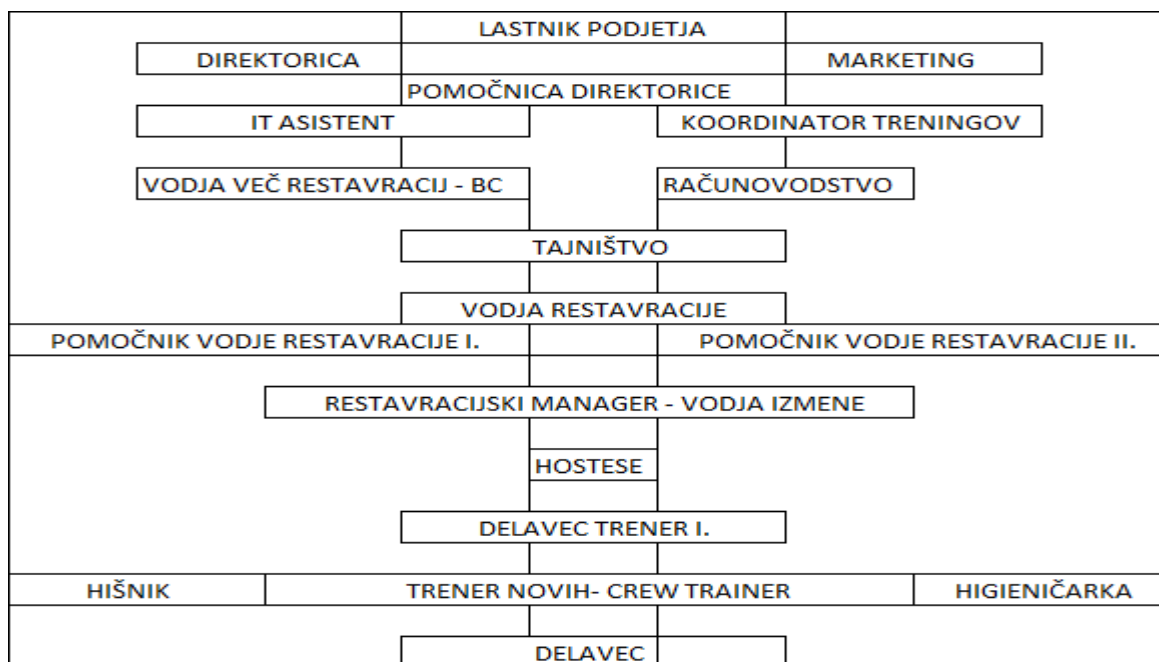 LASTNIK PODJETJA
DIREKTORICA
MARKETING
POMOČNICA DIREKTORICE
IT ASISTENT
KOORDINATOR TRENINGOV
VODJA VEČ RESTAVRACIJ - BC
RAČUNOVODSTVO
TAJNIŠTVO
VODJA RESTAVRACIJE
POMOČNIK VODJE RESTAVRACIJE I.
POMOČNIK VODJE RESTAVRACIJE II.
RESTAVRACIJSKI MANAGER - VODJA IZMENE
HOSTESE
DELAVEC TRENER I.
HIŠNIK
TRENER NOVIH- CREW TRAINER
HIGIENIČARKA
DELAVEC